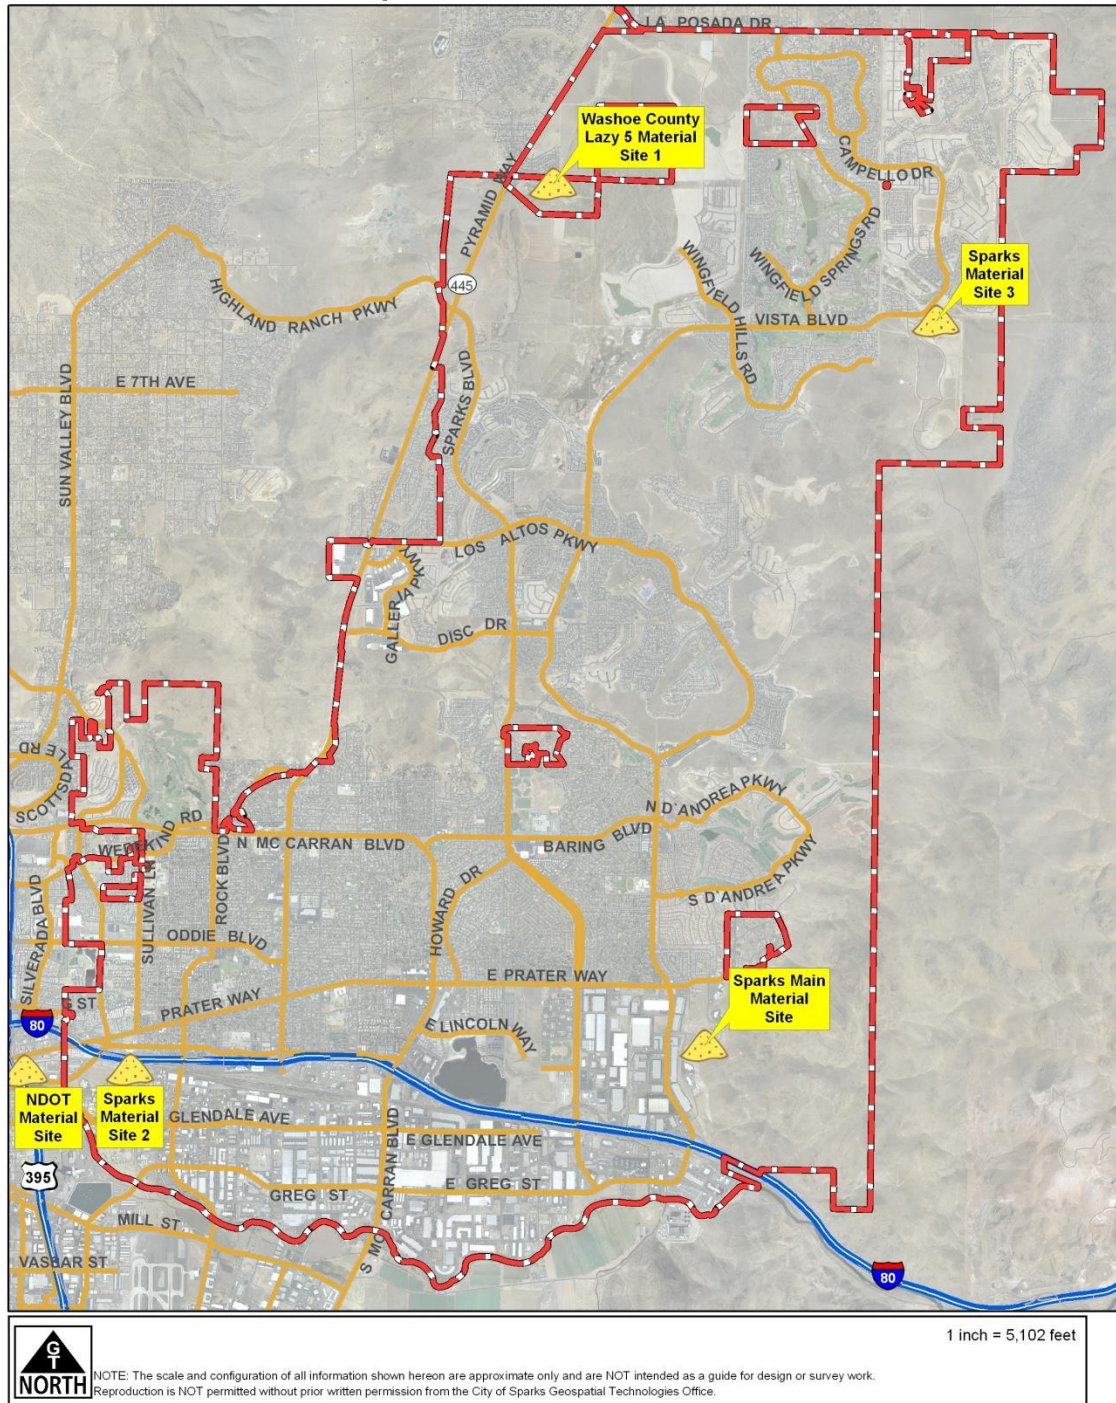 LA POSADA DR
Washoe County
Lazy 5 Material
Site 1
PYRAMID WAY
CAMPELLO DR
WINGFIELD SPRINGS RD
WINGFIELD HILLS RD
Sparks
Material
Site 3
HIGHLAND RANCH PKWY
445
VISTA BLVD
E 7TH AVE
SUN VALLEY BLVD
SPARKS BLVD
LOS ALTOS PKWY
GALLERIA PKWY
DISC DR
SCOTTSDALE RD
N D'ANDREA PKWY
WEDEKIND RD
N MC CARRAN BLVD
BARING BLVD
ROCK BLVD
S D'ANDREA PKWY
SILVERADA BLVD
SULLIVAN LN
HOWARD DR
ODDIE BLVD
E PRATER WAY
G ST
PRATER WAY
Sparks Main
Material
Site
80
E LINCOLN WAY
NDOT
Material
Site
Sparks
Material
Site 2
GLENDALE AVE
E GLENDALE AVE
395
GREG ST
E GREG ST
S MC CARRAN BLVD
MILL ST
VASSAR ST
80
1 inch = 5,102 feet
GT
NORTH
NOTE: The scale and configuration of all information shown hereon are approximate only and are NOT intended as a guide for design or survey work.
Reproduction is NOT permitted without prior written permission from the City of Sparks Geospatial Technologies Office.